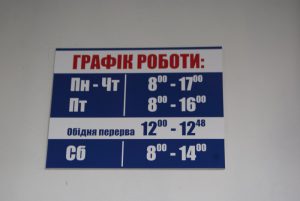 ГРАФІК РОБОТИ:
Пн - Чт 8⁰⁰ - 17⁰⁰
Пт 8⁰⁰ - 16⁰⁰
Обідня перерва 12⁰⁰ - 12⁴⁸
Сб 8⁰⁰ - 14⁰⁰